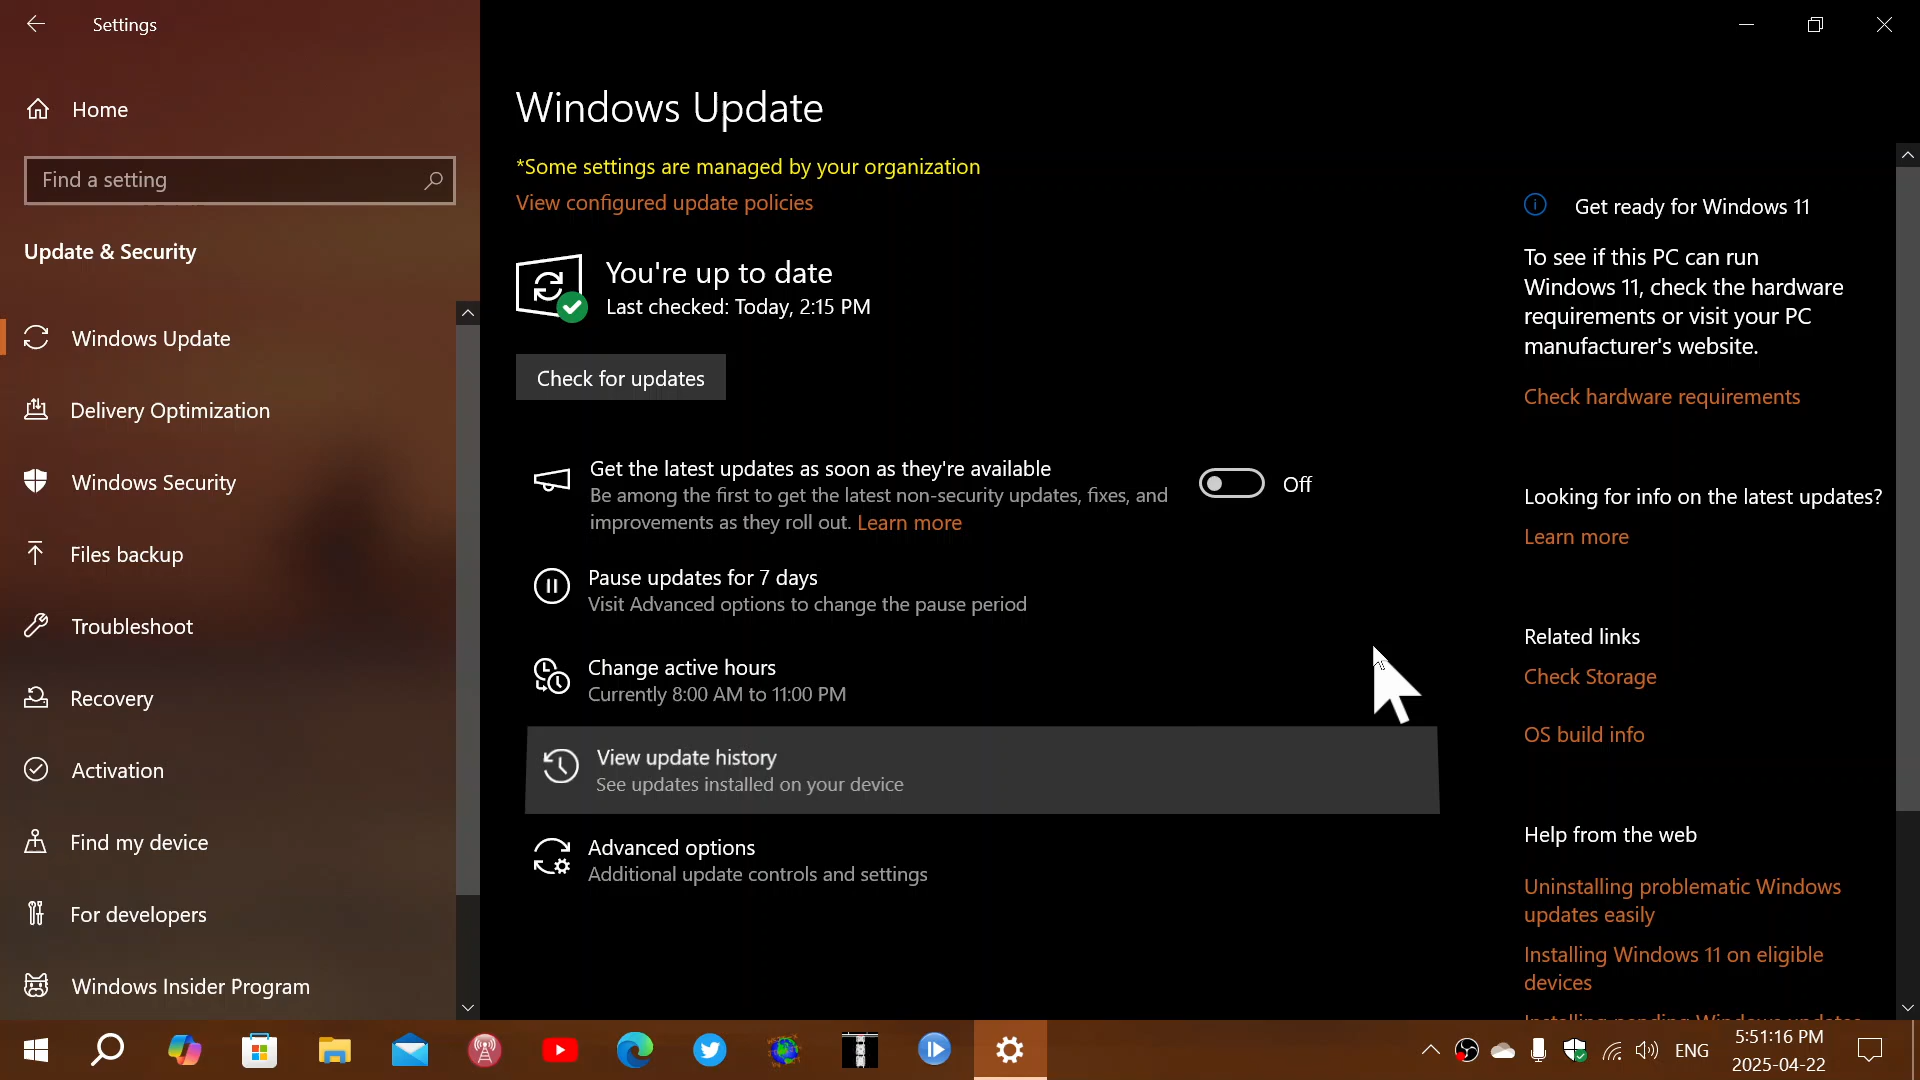 Settings
Home
Find a setting
Update & Security
Windows Update
Delivery Optimization
Windows Security
Files backup
Troubleshoot
Recovery
Activation
Find my device
For developers
Windows Insider Program
Windows Update
*Some settings are managed by your organization
View configured update policies
You're up to date
Last checked: Today, 2:15 PM
Check for updates
Get the latest updates as soon as they're available
Be among the first to get the latest non-security updates, fixes, and
improvements as they roll out. Learn more
Off
Pause updates for 7 days
Visit Advanced options to change the pause period
Change active hours
Currently 8:00 AM to 11:00 PM
View update history
See updates installed on your device
Advanced options
Additional update controls and settings
Get ready for Windows 11
To see if this PC can run
Windows 11, check the hardware
requirements or visit your PC
manufacturer's website.
Check hardware requirements
Looking for info on the latest updates?
Learn more
Related links
Check Storage
OS build info
Help from the web
Uninstalling problematic Windows
updates easily
Installing Windows 11 on eligible
devices
Installing pending Windows updates
ENG
5:51:16 PM
2025-04-22